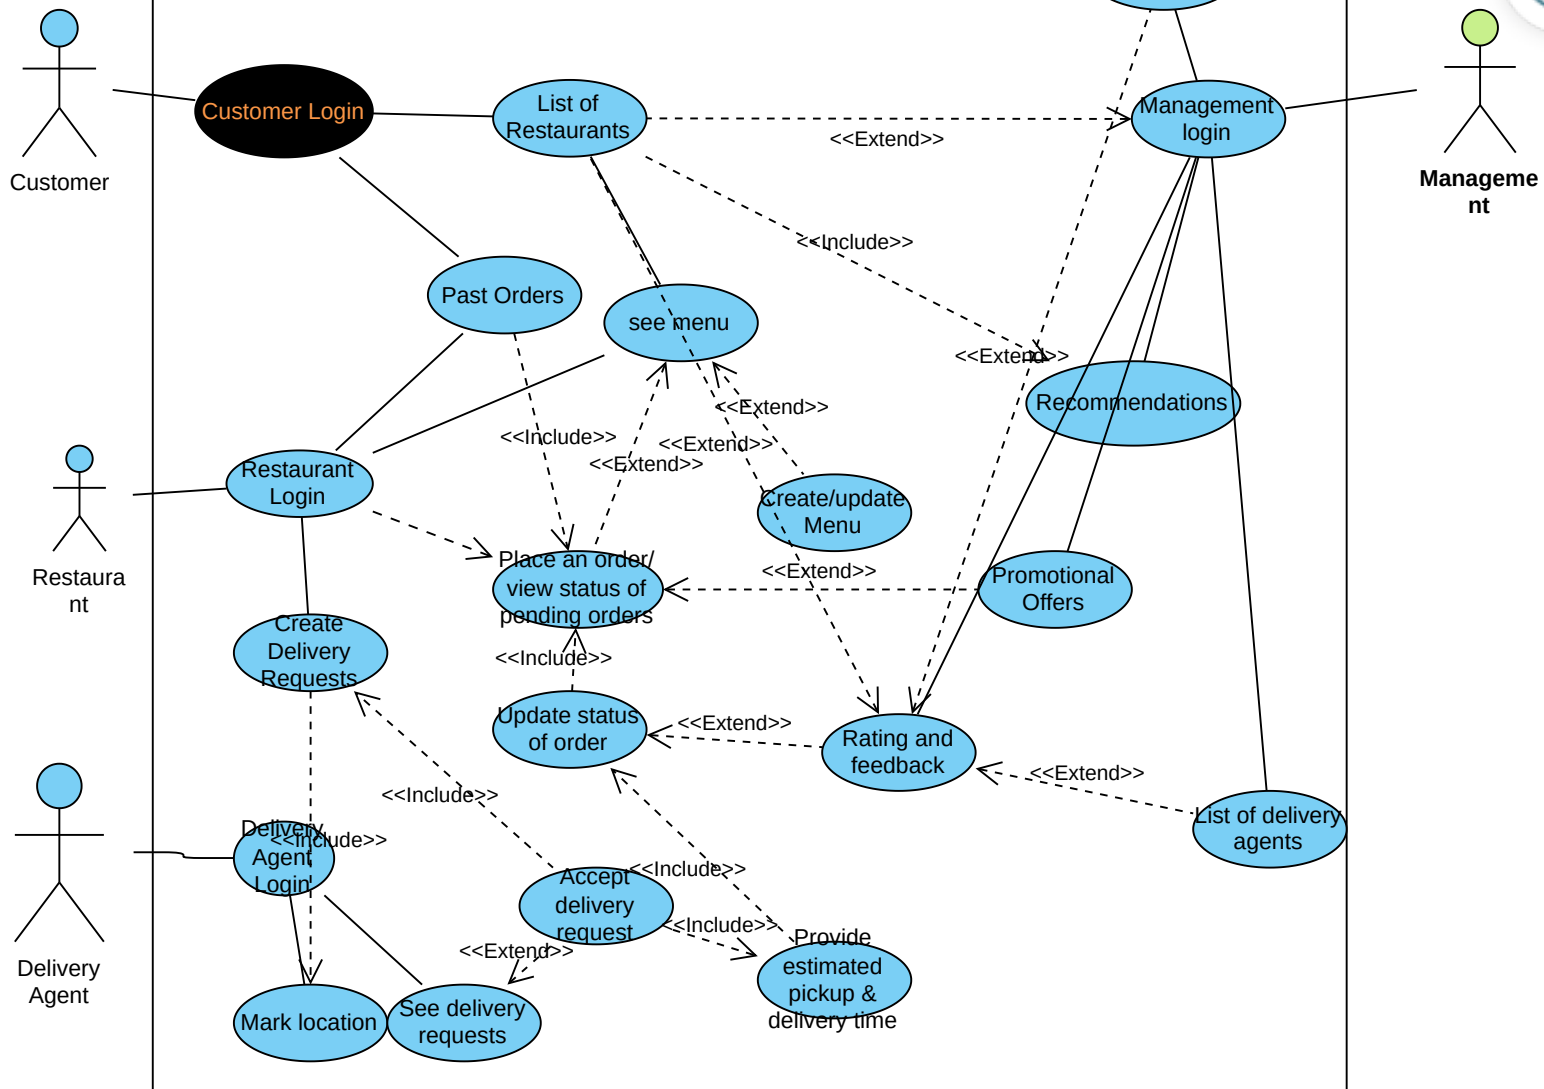 Customer Login
List of
Restaurants
<<Extend>>
Management
login
Customer
Manageme
nt
<<Include>>
Past Orders
see menu
<<Extend>>
Recommendations
<<Extend>>
<<Include>>
<<Extend>>
<<Extend>>
Restaurant
Login
Create/update
Menu
Restaura
nt
Place an order/
view status of
pending orders
<<Extend>>
Promotional
Offers
Create
Delivery
Requests
<<Include>>
Update status
of order
<<Extend>>
Rating and
feedback
<<Extend>>
<<Include>>
List of delivery
agents
Delivery
Agent
Login
<<Include>>
<<Include>>
Accept
delivery
request
<<Include>>
<<Extend>>
Provide
estimated
pickup &
delivery time
Delivery
Agent
Mark location
See delivery
requests